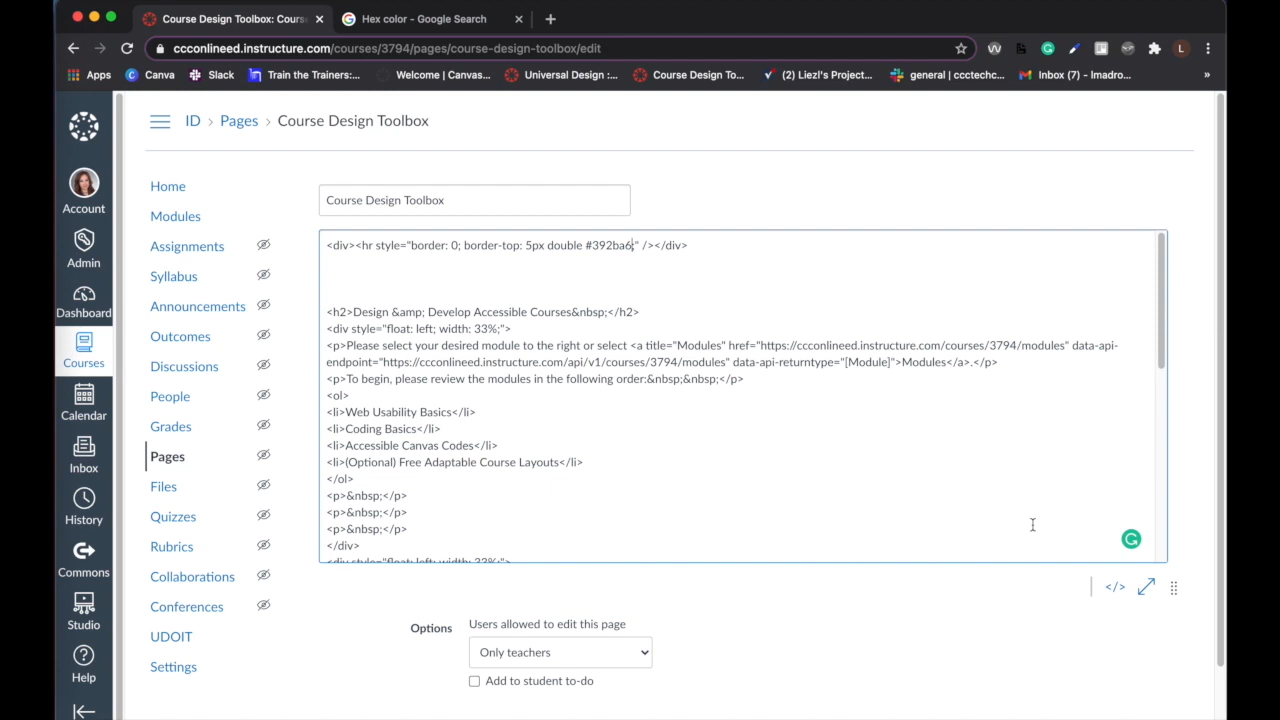 Course Design Toolbox: Cours
Hex color - Google Search
ccconlineed.instructure.com/courses/3794/pages/course-design-toolbox/edit
L
Apps
Canva
Slack
Train the Trainers:...
Welcome | Canvas...
Universal Design :...
Course Design To...
(2) Liezl's Project...
general | ccctech...
Inbox (7) - lmadro...
»
ID > Pages > Course Design Toolbox
Account
Admin
Dashboard
Courses
Calendar
Inbox
History
Commons
Studio
Help
Home
Modules
Assignments
Syllabus
Announcements
Outcomes
Discussions
People
Grades
Pages
Files
Quizzes
Rubrics
Collaborations
Conferences
UDOIT
Settings
Course Design Toolbox
<div><hr style="border: 0; border-top: 5px double #392ba6;" /></div>
<h2>Design &amp; Develop Accessible Courses&nbsp;</h2>
<div style="float: left; width: 33%;">
<p>Please select your desired module to the right or select <a title="Modules" href="https://ccconlineed.instructure.com/courses/3794/modules" data-api-
endpoint="https://ccconlineed.instructure.com/api/v1/courses/3794/modules" data-api-returntype="[Module]">Modules</a>.</p>
<p>To begin, please review the modules in the following order:&nbsp;&nbsp;</p>
<ol>
<li>Web Usability Basics</li>
<li>Coding Basics</li>
<li>Accessible Canvas Codes</li>
<li>(Optional) Free Adaptable Course Layouts</li>
</ol>
<p>&nbsp;</p>
<p>&nbsp;</p>
<p>&nbsp;</p>
</div>
<div style="float: left; width: 33%;">
</>
Options
Users allowed to edit this page
Only teachers
Add to student to-do